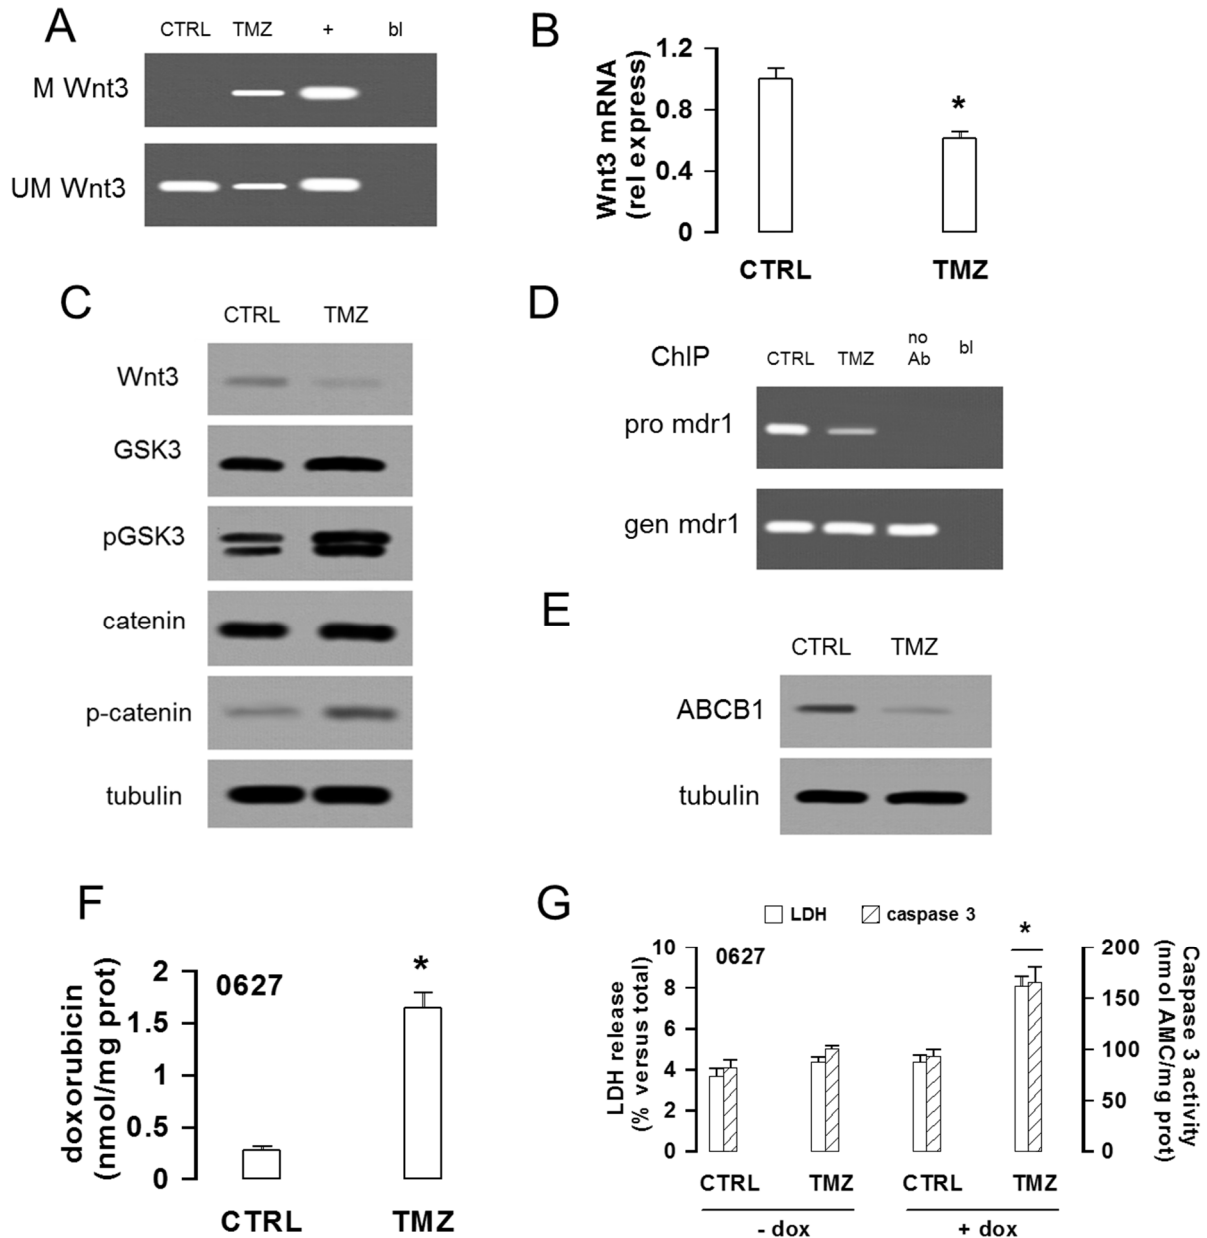 A
CTRL TMZ + bl
M Wnt3
UM Wnt3
B
Wnt3 mRNA
(rel express)
1.2
0.8
0.4
0
*
CTRL TMZ
C
CTRL TMZ
Wnt3
GSK3
pGSK3
catenin
p-catenin
tubulin
D
ChIP CTRL TMZ no Ab bl
pro mdr1
gen mdr1
E
CTRL TMZ
ABCB1
tubulin
F
doxorubicin
(nmol/mg prot)
2
1.5
1
0.5
0
0627
*
CTRL TMZ
G
LDH caspase 3
LDH release
(% versus total)
10
8
6
4
2
0
0627
*
200
150
100
50
0
Caspase 3 activity
(nmol AMC/mg prot)
CTRL TMZ CTRL TMZ
- dox + dox